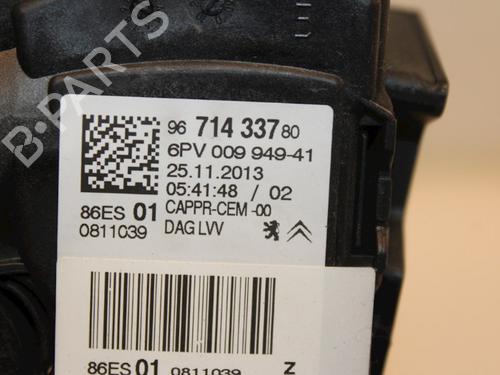 B-PARTS
96 714 337 80
6PV 009 949-41
25.11.2013
05:41:48 / 02
86ES 01 CAPPR-CEM -00
0811039 DAG LVV
86ES 01 0811039 Z